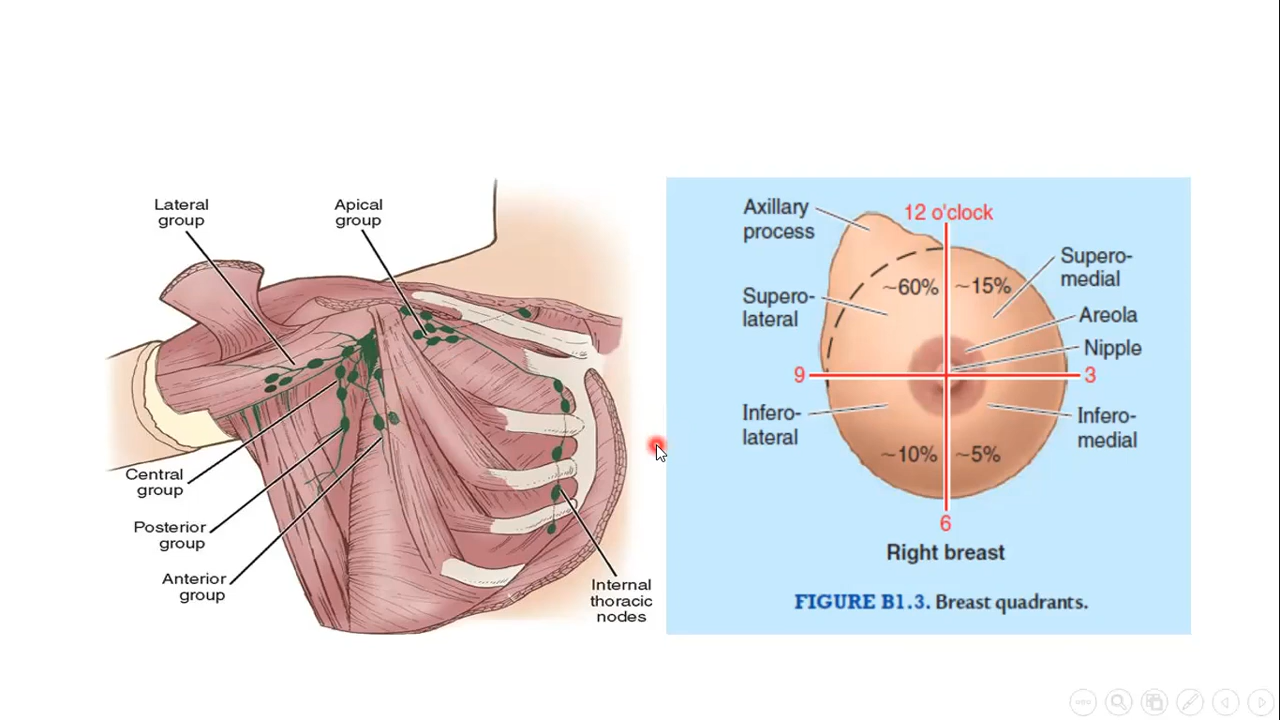 Lateral
group
Apical
group
Central
group
Posterior
group
Anterior
group
Internal
thoracic
nodes
Axillary
process
12 o'clock
Supero-
medial
~60%
~15%
Supero-
lateral
Areola
Nipple
9
3
Infero-
lateral
Infero-
medial
~10%
~5%
6
Right breast
FIGURE B1.3. Breast quadrants.